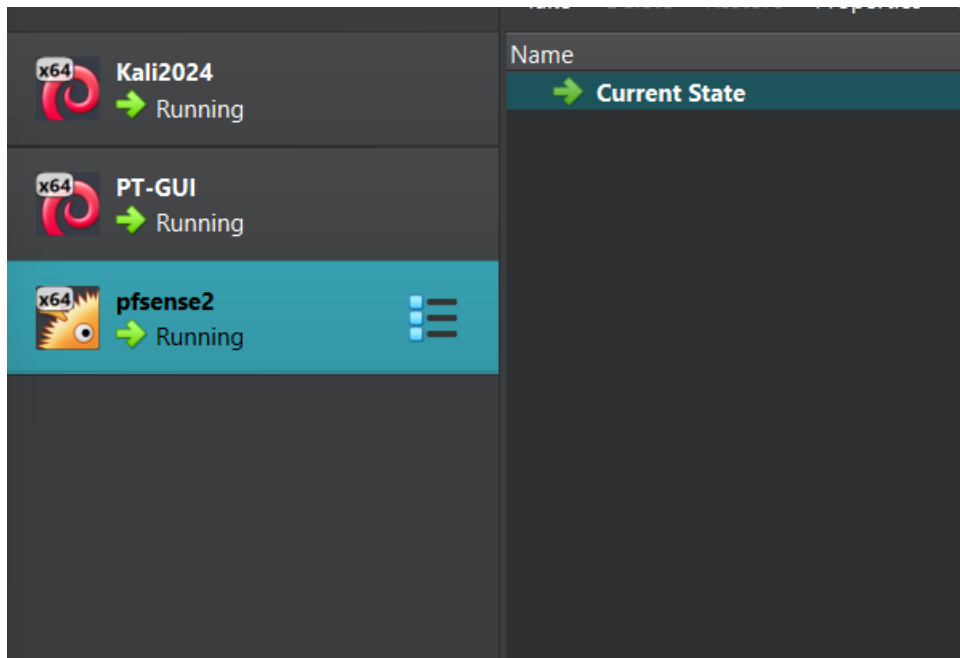 Name
x64
Kali2024
Running
Current State
x64
PT-GUI
Running
x64
pfsense2
Running